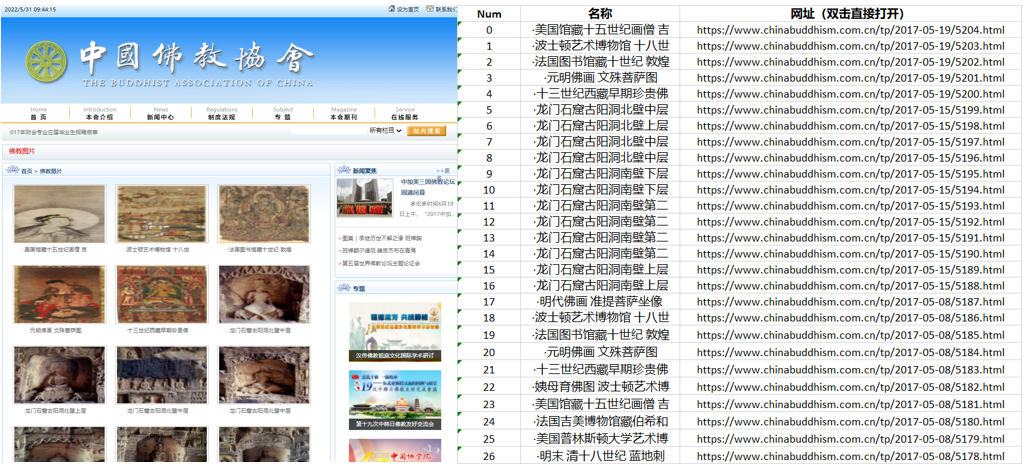 2022/5/31 09:44:15
设为首页 联系我们
中國佛教協會
THE BUDDHIST ASSOCIATION OF CHINA
Home Introduction News Regulations Subject Magazine Service
首 页 本会介绍 新闻中心 制度法规 专 题 本会期刊 在线服务
017年财会专业应届毕业生招聘启事 所有栏目 站内搜索
佛教图片
首页 > 佛教图片
美国馆藏十五世纪画僧 吉 波士顿艺术博物馆 十八世 法国图书馆藏十世纪 敦煌
元明佛画 文殊菩萨图 十三世纪西藏早期珍贵佛 龙门石窟古阳洞北壁中层
龙门石窟古阳洞北壁上层 龙门石窟古阳洞北壁中层 龙门石窟古阳洞北壁中层
新闻聚焦
中加美三国佛教论坛
圆满闭幕
多伦多时间6月18
日上午，“2017中加..
>图集 | 承继历世不解之缘 班禅胸
>班禅额尔德尼·确吉杰布在青海
>第五届世界佛教论坛主题论证会
专题
汉传佛教祖庭文化国际学术研讨
第十九次中韩日佛教友好交流会
Num 名称 网址（双击直接打开）
0 ·美国馆藏十五世纪画僧 吉 https://www.chinabuddhism.com.cn/tp/2017-05-19/5204.html
1 ·波士顿艺术博物馆 十八世 https://www.chinabuddhism.com.cn/tp/2017-05-19/5203.html
2 ·法国图书馆藏十世纪 敦煌 https://www.chinabuddhism.com.cn/tp/2017-05-19/5202.html
3 ·元明佛画 文殊菩萨图 https://www.chinabuddhism.com.cn/tp/2017-05-19/5201.html
4 ·十三世纪西藏早期珍贵佛 https://www.chinabuddhism.com.cn/tp/2017-05-19/5200.html
5 ·龙门石窟古阳洞北壁中层 https://www.chinabuddhism.com.cn/tp/2017-05-15/5199.html
6 ·龙门石窟古阳洞北壁上层 https://www.chinabuddhism.com.cn/tp/2017-05-15/5198.html
7 ·龙门石窟古阳洞北壁中层 https://www.chinabuddhism.com.cn/tp/2017-05-15/5197.html
8 ·龙门石窟古阳洞北壁中层 https://www.chinabuddhism.com.cn/tp/2017-05-15/5196.html
9 ·龙门石窟古阳洞南壁下层 https://www.chinabuddhism.com.cn/tp/2017-05-15/5195.html
10 ·龙门石窟古阳洞南壁下层 https://www.chinabuddhism.com.cn/tp/2017-05-15/5194.html
11 ·龙门石窟古阳洞南壁第二 https://www.chinabuddhism.com.cn/tp/2017-05-15/5193.html
12 ·龙门石窟古阳洞南壁第二 https://www.chinabuddhism.com.cn/tp/2017-05-15/5192.html
13 ·龙门石窟古阳洞南壁第二 https://www.chinabuddhism.com.cn/tp/2017-05-15/5191.html
14 ·龙门石窟古阳洞南壁第二 https://www.chinabuddhism.com.cn/tp/2017-05-15/5190.html
15 ·龙门石窟古阳洞南壁上层 https://www.chinabuddhism.com.cn/tp/2017-05-15/5189.html
16 ·龙门石窟古阳洞南壁上层 https://www.chinabuddhism.com.cn/tp/2017-05-15/5188.html
17 ·明代佛画 准提菩萨坐像 https://www.chinabuddhism.com.cn/tp/2017-05-08/5187.html
18 ·波士顿艺术博物馆 十八世 https://www.chinabuddhism.com.cn/tp/2017-05-08/5186.html
19 ·法国图书馆藏十世纪 敦煌 https://www.chinabuddhism.com.cn/tp/2017-05-08/5185.html
20 ·元明佛画 文殊菩萨图 https://www.chinabuddhism.com.cn/tp/2017-05-08/5184.html
21 ·十三世纪西藏早期珍贵佛 https://www.chinabuddhism.com.cn/tp/2017-05-08/5183.html
22 ·姨母育佛图 波士顿艺术博 https://www.chinabuddhism.com.cn/tp/2017-05-08/5182.html
23 ·美国馆藏十五世纪画僧 吉 https://www.chinabuddhism.com.cn/tp/2017-05-08/5181.html
24 ·法国吉美博物馆藏伯希和 https://www.chinabuddhism.com.cn/tp/2017-05-08/5180.html
25 ·美国普林斯顿大学艺术博 https://www.chinabuddhism.com.cn/tp/2017-05-08/5179.html
26 ·明末 清十八世纪 蓝地刺 https://www.chinabuddhism.com.cn/tp/2017-05-08/5178.html